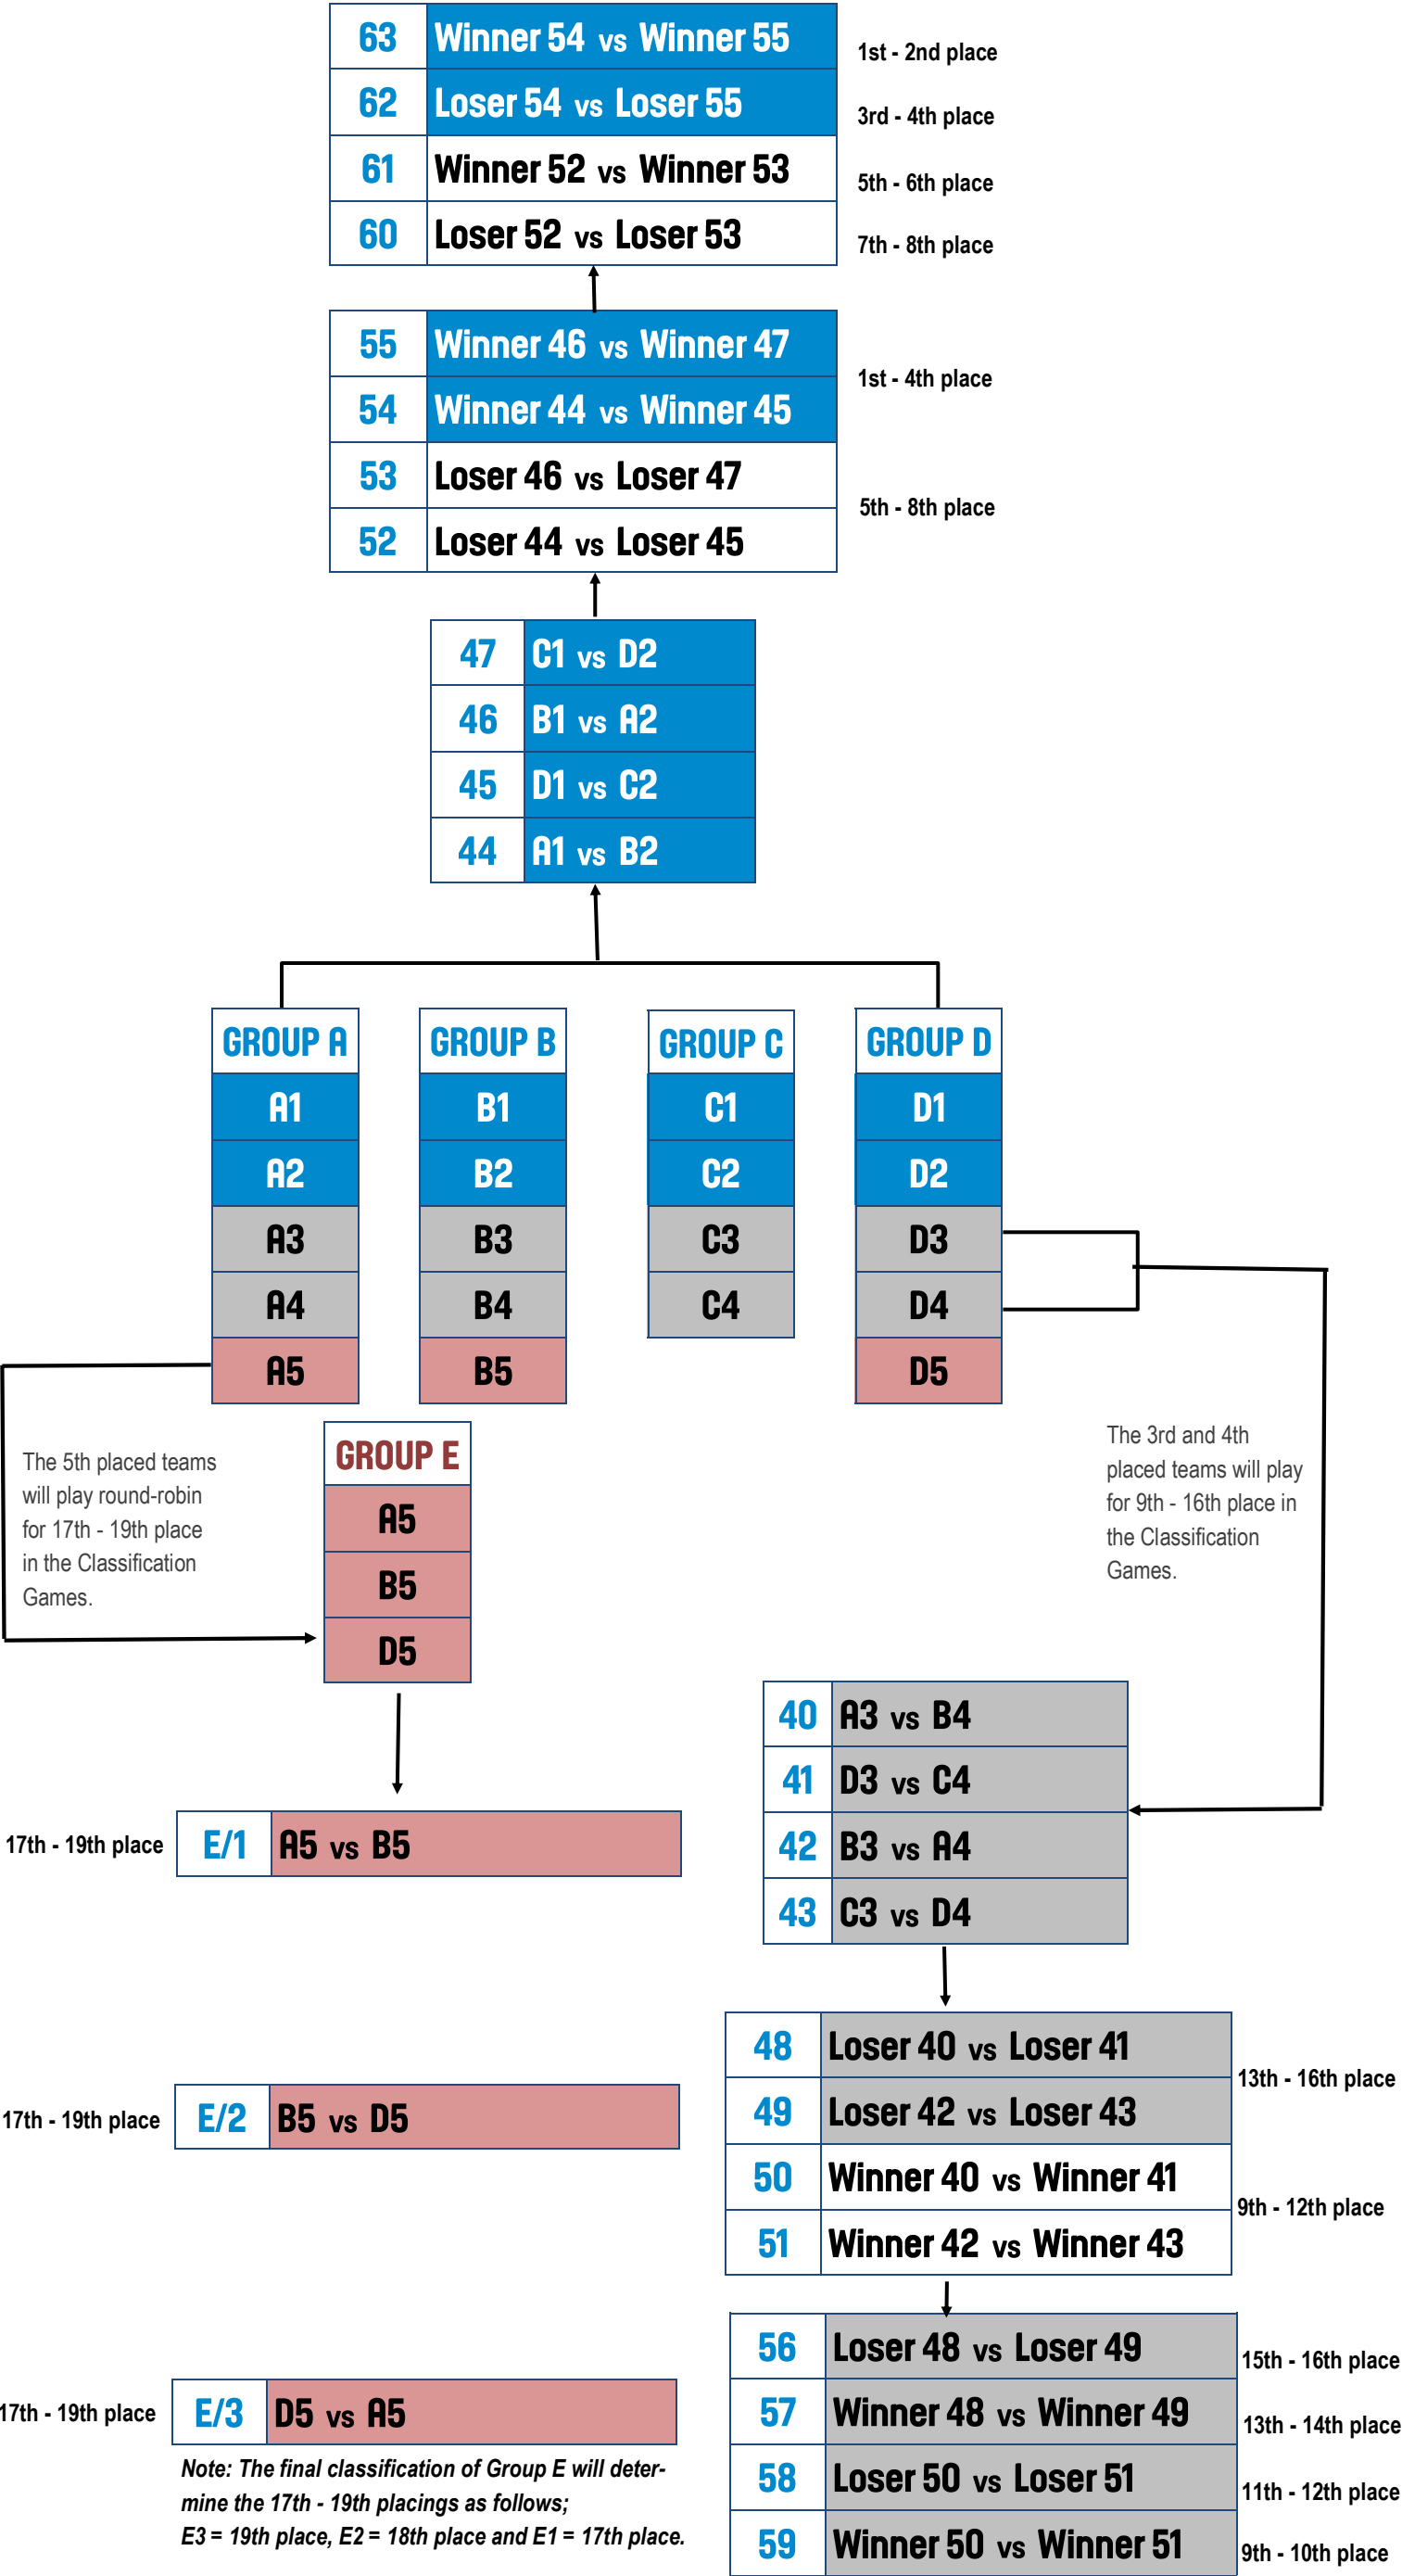 63 Winner 54 vs Winner 55 1st - 2nd place
62 Loser 54 vs Loser 55 3rd - 4th place
61 Winner 52 vs Winner 53 5th - 6th place
60 Loser 52 vs Loser 53 7th - 8th place
55 Winner 46 vs Winner 47
1st - 4th place
54 Winner 44 vs Winner 45
53 Loser 46 vs Loser 47
5th - 8th place
52 Loser 44 vs Loser 45
47 C1 vs D2
46 B1 vs A2
45 D1 vs C2
44 A1 vs B2
GROUP A GROUP B GROUP C GROUP D
A1 B1 C1 D1
A2 B2 C2 D2
A3 B3 C3 D3
A4 B4 C4 D4
A5 B5 D5
The 5th placed teams
will play round-robin
for 17th - 19th place
in the Classification
Games.
GROUP E
A5
B5
D5
The 3rd and 4th
placed teams will play
for 9th - 16th place in
the Classification
Games.
17th - 19th place E/1 A5 vs B5
17th - 19th place E/2 B5 vs D5
17th - 19th place E/3 D5 vs A5
Note: The final classification of Group E will deter-
mine the 17th - 19th placings as follows;
E3 = 19th place, E2 = 18th place and E1 = 17th place.
40 A3 vs B4
41 D3 vs C4
42 B3 vs A4
43 C3 vs D4
48 Loser 40 vs Loser 41
13th - 16th place
49 Loser 42 vs Loser 43
50 Winner 40 vs Winner 41
9th - 12th place
51 Winner 42 vs Winner 43
56 Loser 48 vs Loser 49 15th - 16th place
57 Winner 48 vs Winner 49 13th - 14th place
58 Loser 50 vs Loser 51 11th - 12th place
59 Winner 50 vs Winner 51 9th - 10th place